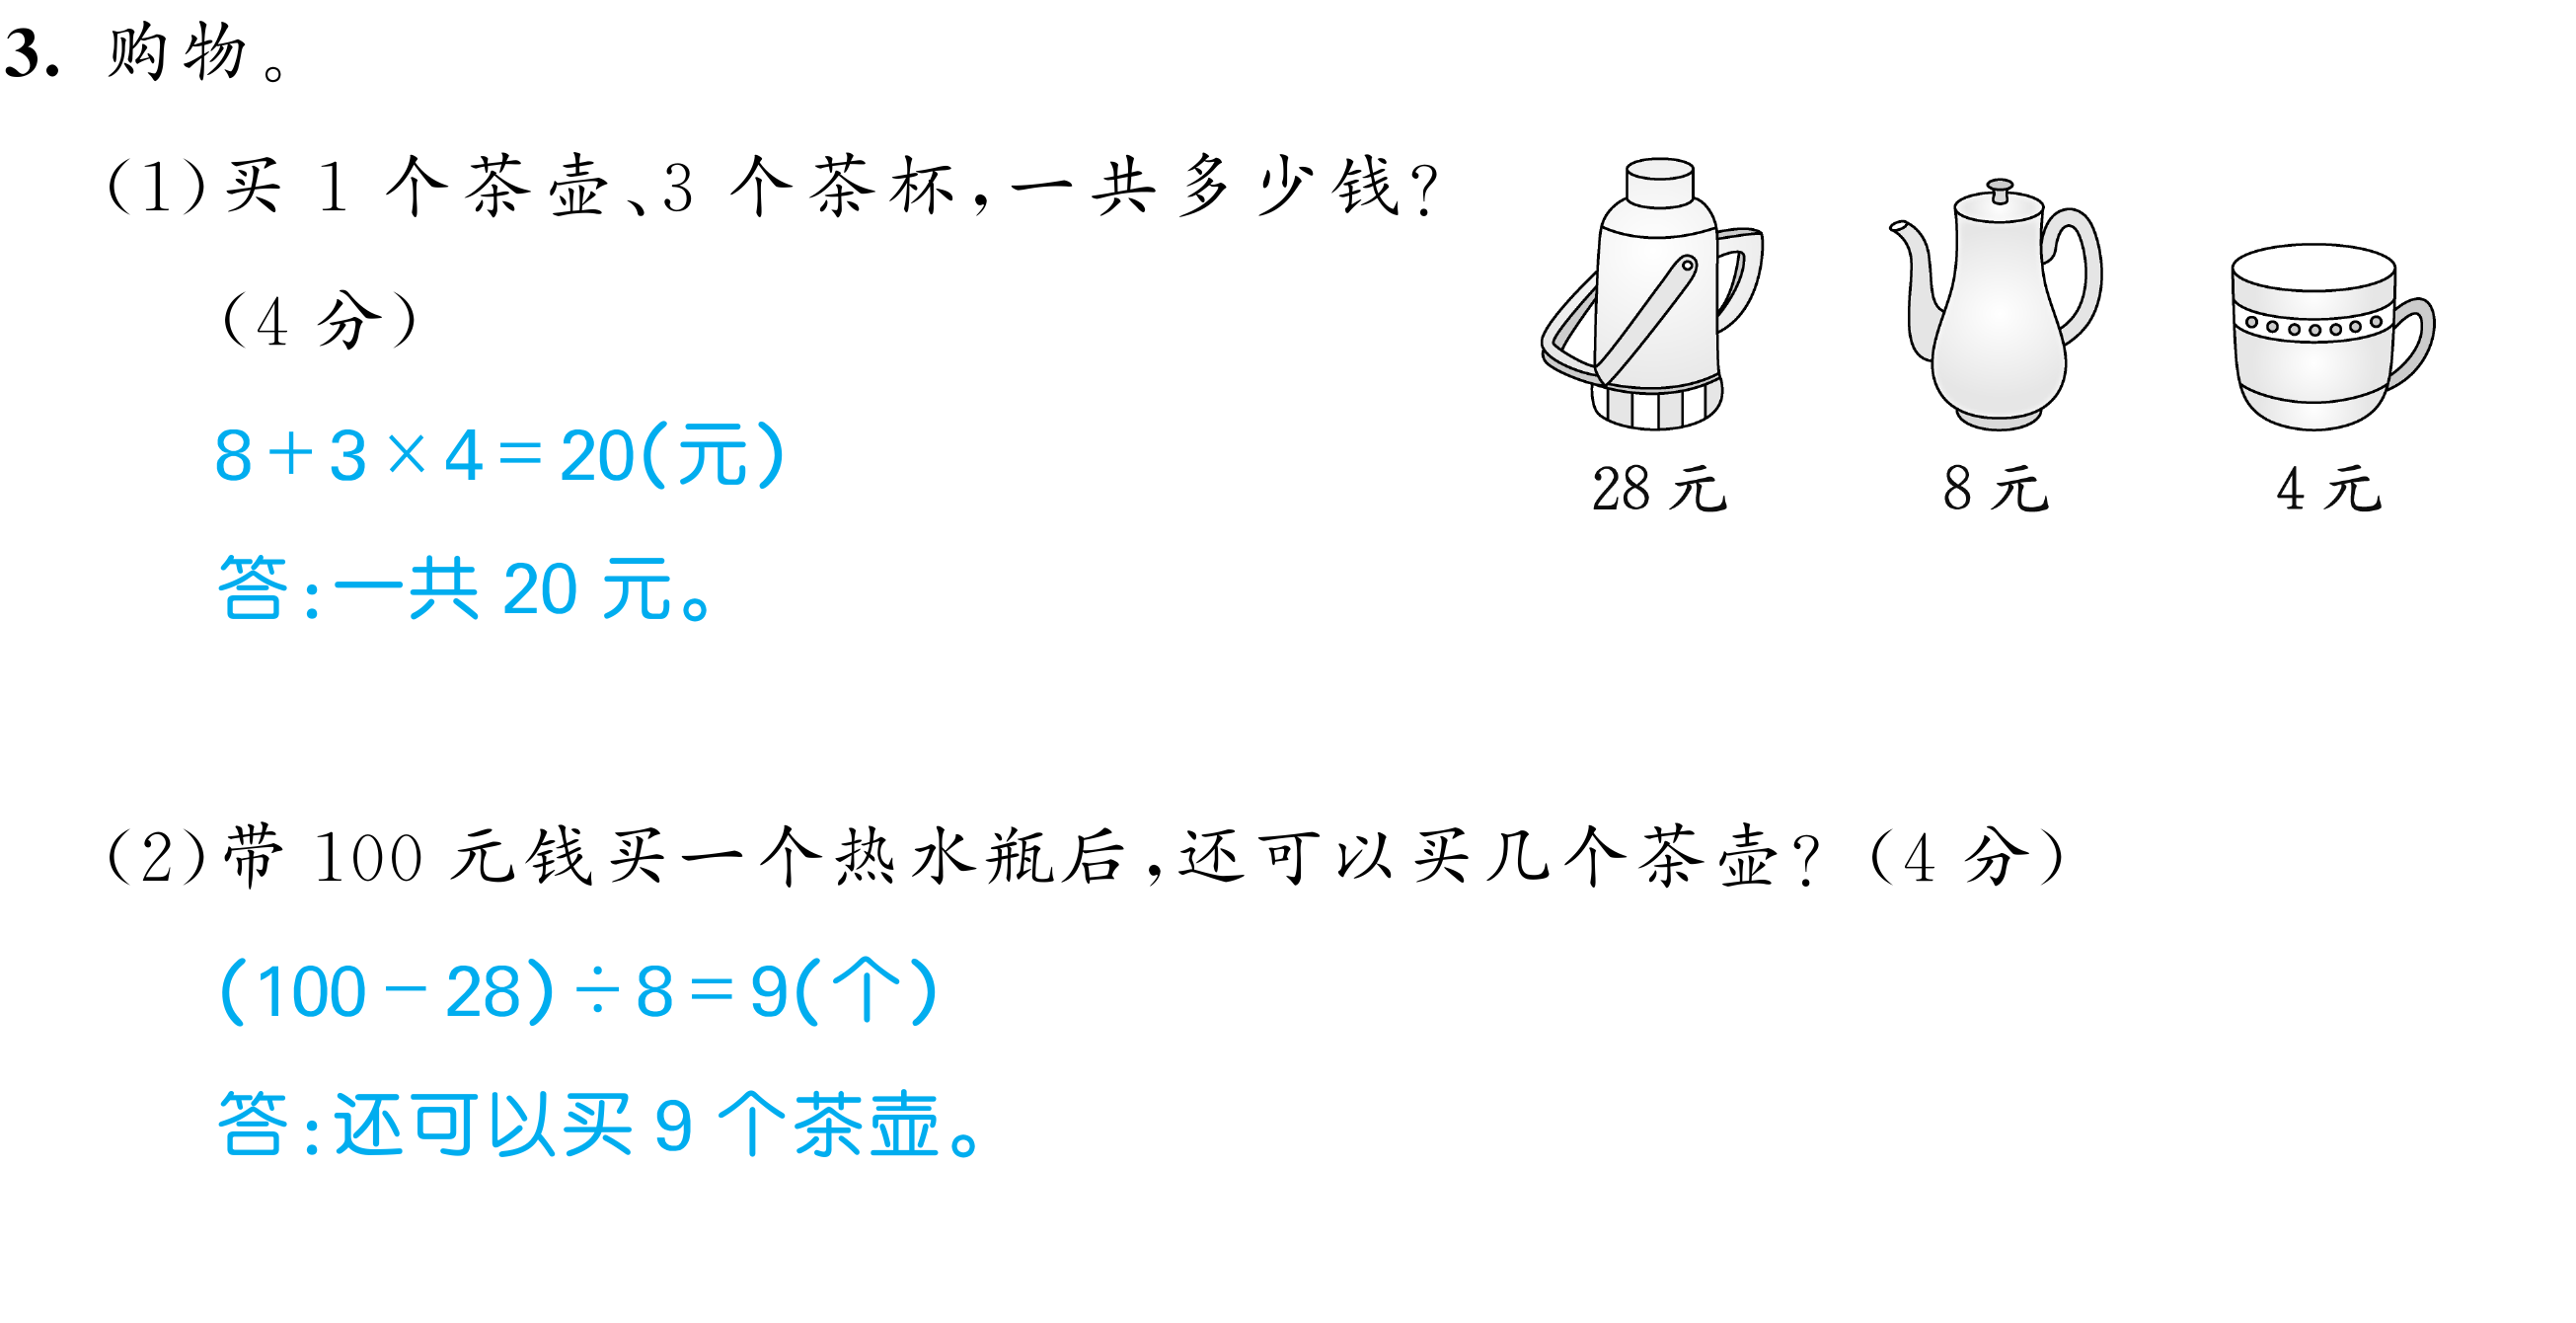 3. 购物。
(1)买 1 个茶壶、3 个茶杯,一共多少钱?
(4 分)
8+3×4=20(元)
答:一共 20 元。
28元 8元 4元
(2)带 100 元钱买一个热水瓶后,还可以买几个茶壶?(4 分)
(100-28)÷8=9(个)
答:还可以买 9 个茶壶。